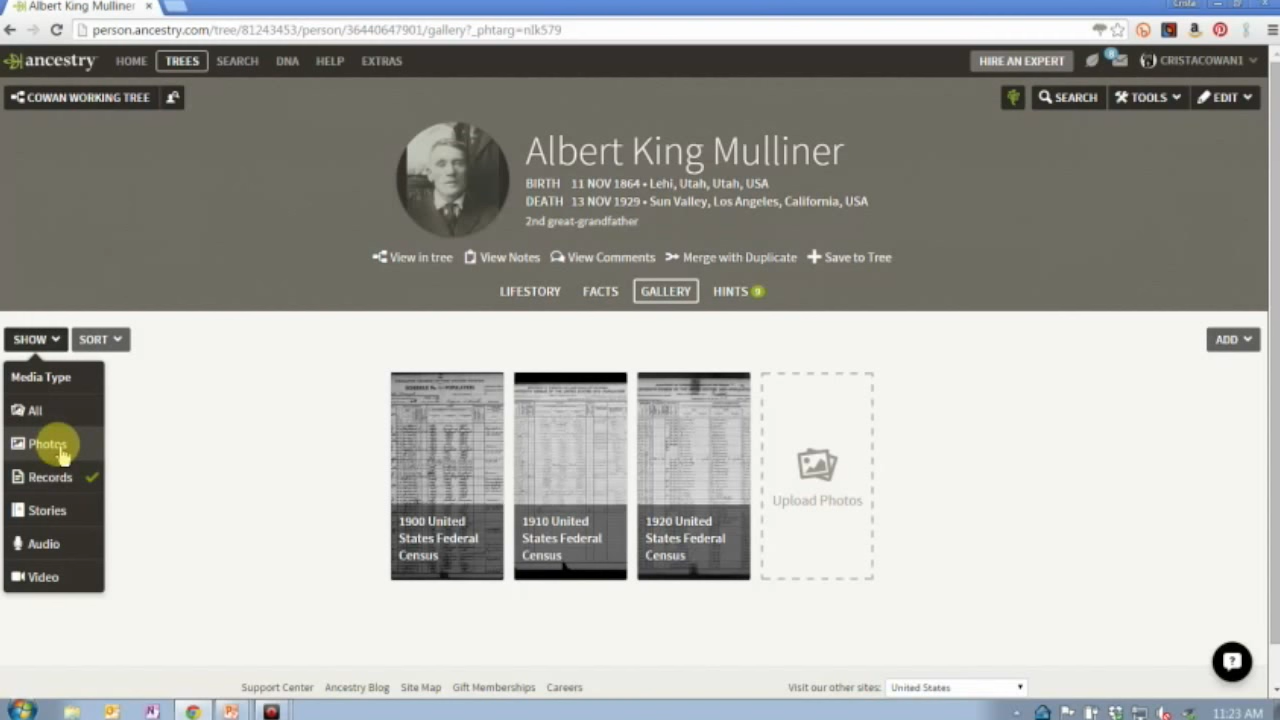 Albert King Mulliner
person.ancestry.com/tree/81243453/person/36440647901/gallery?_phtarg=nlk579
ancestry HOME TREES SEARCH DNA HELP EXTRAS HIRE AN EXPERT 8 CRISTACOWAN1
COWAN WORKING TREE SEARCH TOOLS EDIT
Albert King Mulliner
BIRTH 11 NOV 1864 • Lehi, Utah, Utah, USA
DEATH 13 NOV 1929 • Sun Valley, Los Angeles, California, USA
2nd great-grandfather
View in tree View Notes View Comments Merge with Duplicate Save to Tree
LIFESTORY FACTS GALLERY HINTS 9
SHOW SORT ADD
Media Type
All
Photos
Records
Stories
Audio
Video
1900 United
States Federal
Census
1910 United
States Federal
Census
1920 United
States Federal
Census
Upload Photos
Support Center Ancestry Blog Site Map Gift Memberships Careers Visit our other sites: United States
11:23 AM